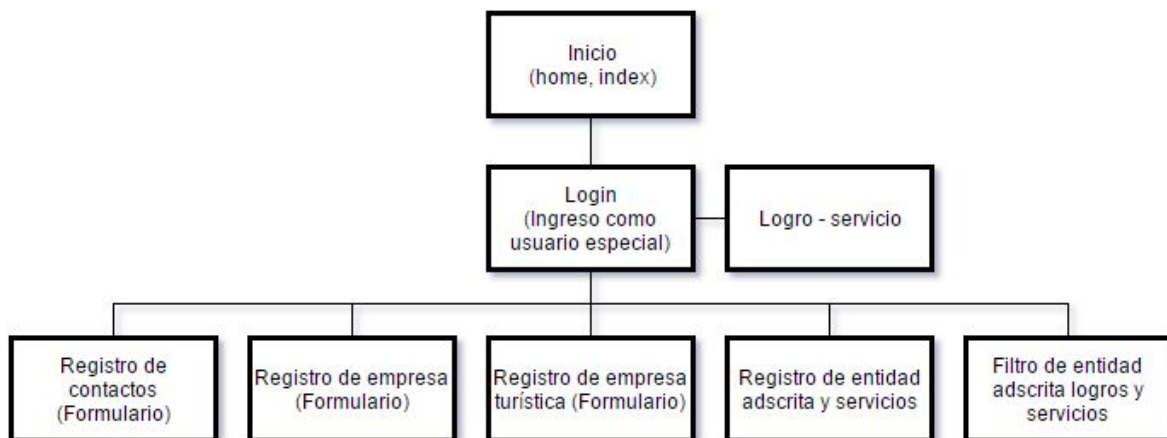 Inicio
(home, index)
Login
(Ingreso como
usuario especial)
Logro - servicio
Registro de
contactos
(Formulario)
Registro de empresa
(Formulario)
Registro de empresa
turística (Formulario)
Registro de entidad
adscrita y servicios
Filtro de entidad
adscrita logros y
servicios